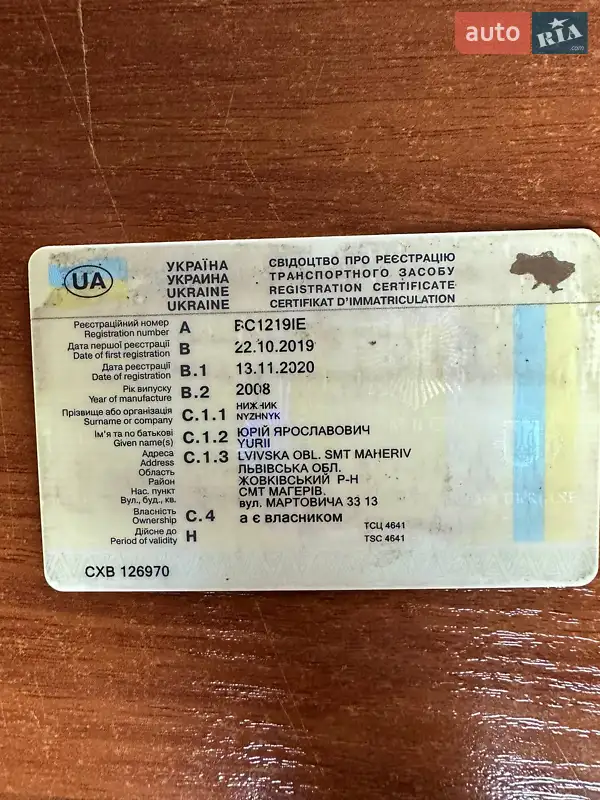 auto RIA .com
UA
УКРАЇНА
УКРАИНА
UKRAINE
UKRAINE
СВІДОЦТВО ПРО РЕЄСТРАЦІЮ
ТРАНСПОРТНОГО ЗАСОБУ
REGISTRATION CERTIFICATE
CERTIFIKAT D'IMMATRICULATION
Реєстраційний номер
Registration number A BC1219IE
Дата першої реєстрації
Date of first registration B 22.10.2019
Дата реєстрації
Date of registration B.1 13.11.2020
Рік випуску
Year of manufacture B.2 2008
Прізвище або організація
Surname or company C.1.1 НИЖНИК
NYZHNYK
Ім'я та по батькові
Given name(s) C.1.2 ЮРІЙ ЯРОСЛАВОВИЧ
YURII
Адреса
Address C.1.3 LVIVSKA OBL. SMT MAHERIV
Область ЛЬВІВСЬКА ОБЛ.
Район ЖОВКІВСЬКИЙ Р-Н
Нас. пункт СМТ МАГЕРІВ.
Вул., буд., кв. вул. МАРТОВИЧА 33 13
Власність
Ownership C.4 а є власником
ТСЦ 4641
Дійсне до
Period of validity H
TSC 4641
СХВ 126970